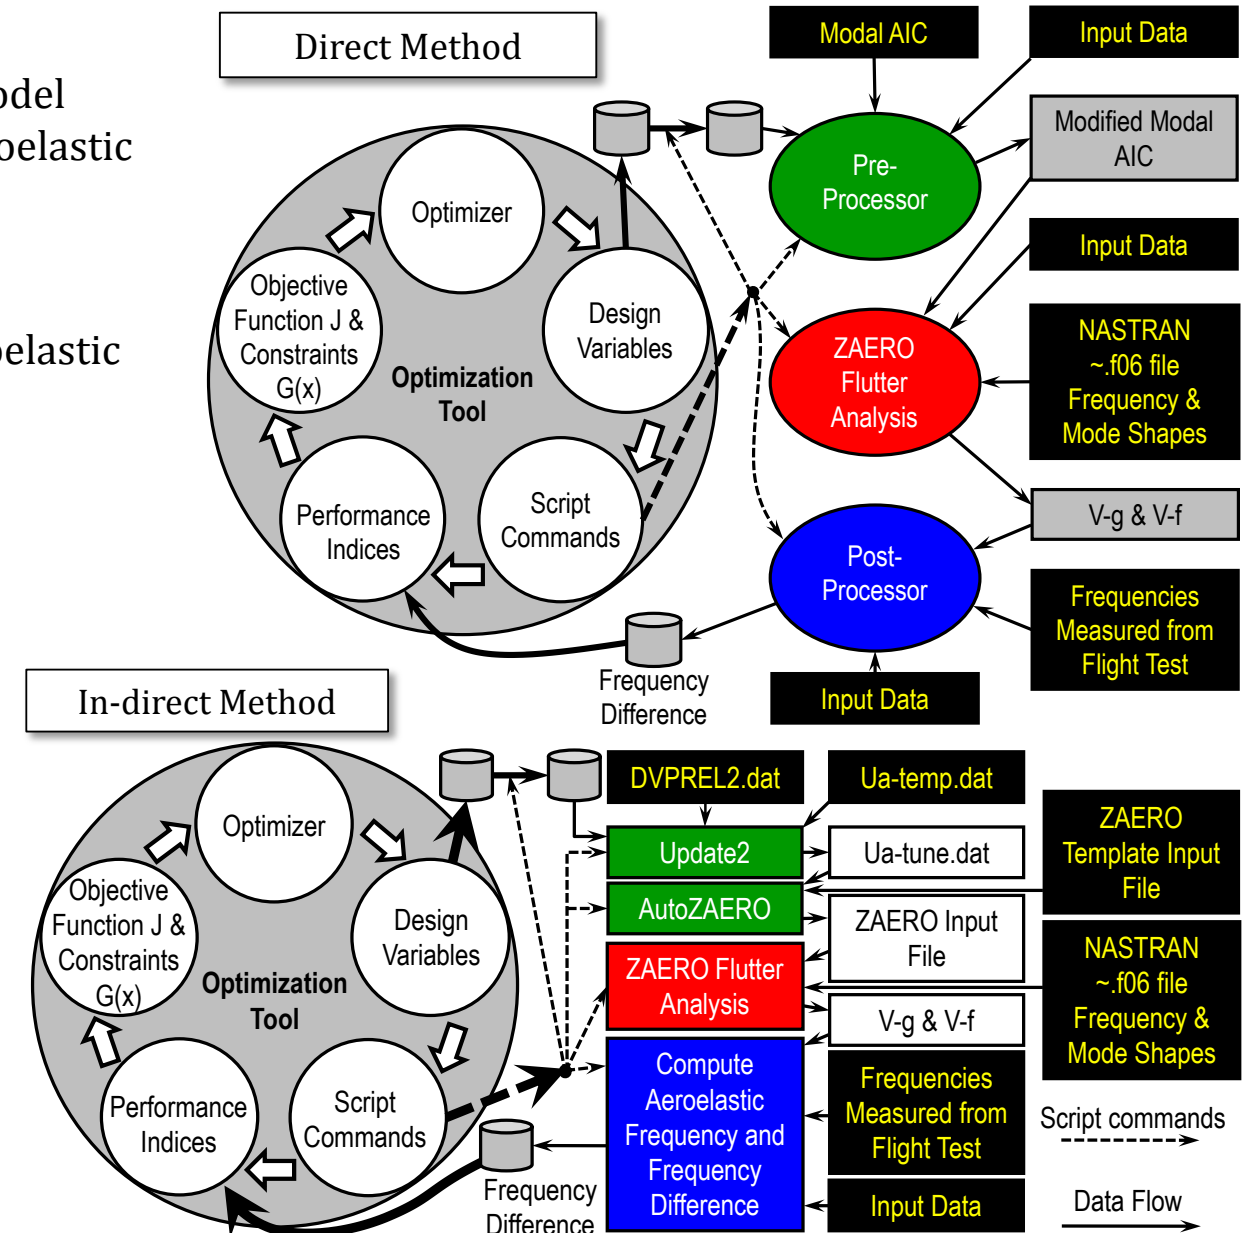 Direct Method
odel
oelastic
oelastic
Modal AIC
Input Data
Modified Modal
AIC
Pre-
Processor
Input Data
Optimizer
Objective
Function J &
Constraints
G(x)
Design
Variables
Optimization
Tool
Performance
Indices
Script
Commands
ZAERO
Flutter
Analysis
NASTRAN
~.f06 file
Frequency &
Mode Shapes
V-g & V-f
Post-
Processor
Frequencies
Measured from
Flight Test
Frequency
Difference
Input Data
In-direct Method
Optimizer
Objective
Function J &
Constraints
G(x)
Design
Variables
Optimization
Tool
Performance
Indices
Script
Commands
DVPREL2.dat
Ua-temp.dat
Update2
Ua-tune.dat
ZAERO
Template Input
File
AutoZAERO
ZAERO Input
File
ZAERO Flutter
Analysis
NASTRAN
~.f06 file
Frequency &
Mode Shapes
V-g & V-f
Compute
Aeroelastic
Frequency and
Frequency
Difference
Frequencies
Measured from
Flight Test
Input Data
Frequency
Difference
Script commands
Data Flow